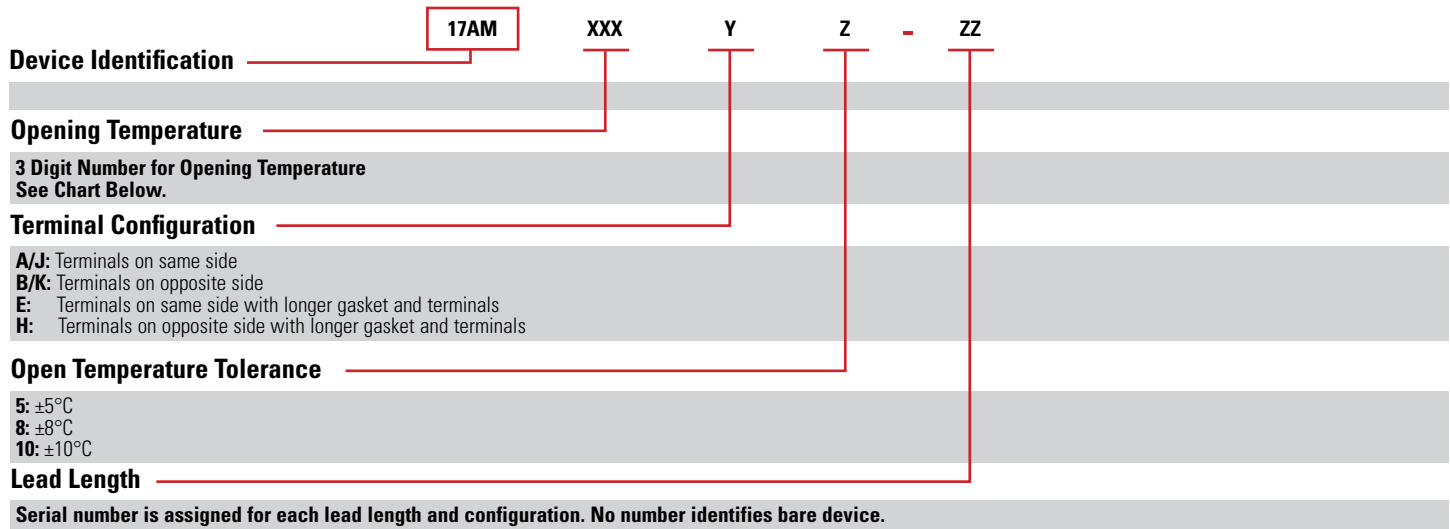 17AM XXX Y Z - ZZ
Device Identification
Opening Temperature
3 Digit Number for Opening Temperature
See Chart Below.
Terminal Configuration
A/J: Terminals on same side
B/K: Terminals on opposite side
E: Terminals on same side with longer gasket and terminals
H: Terminals on opposite side with longer gasket and terminals
Open Temperature Tolerance
5: ±5°C
8: ±8°C
10: ±10°C
Lead Length
Serial number is assigned for each lead length and configuration. No number identifies bare device.